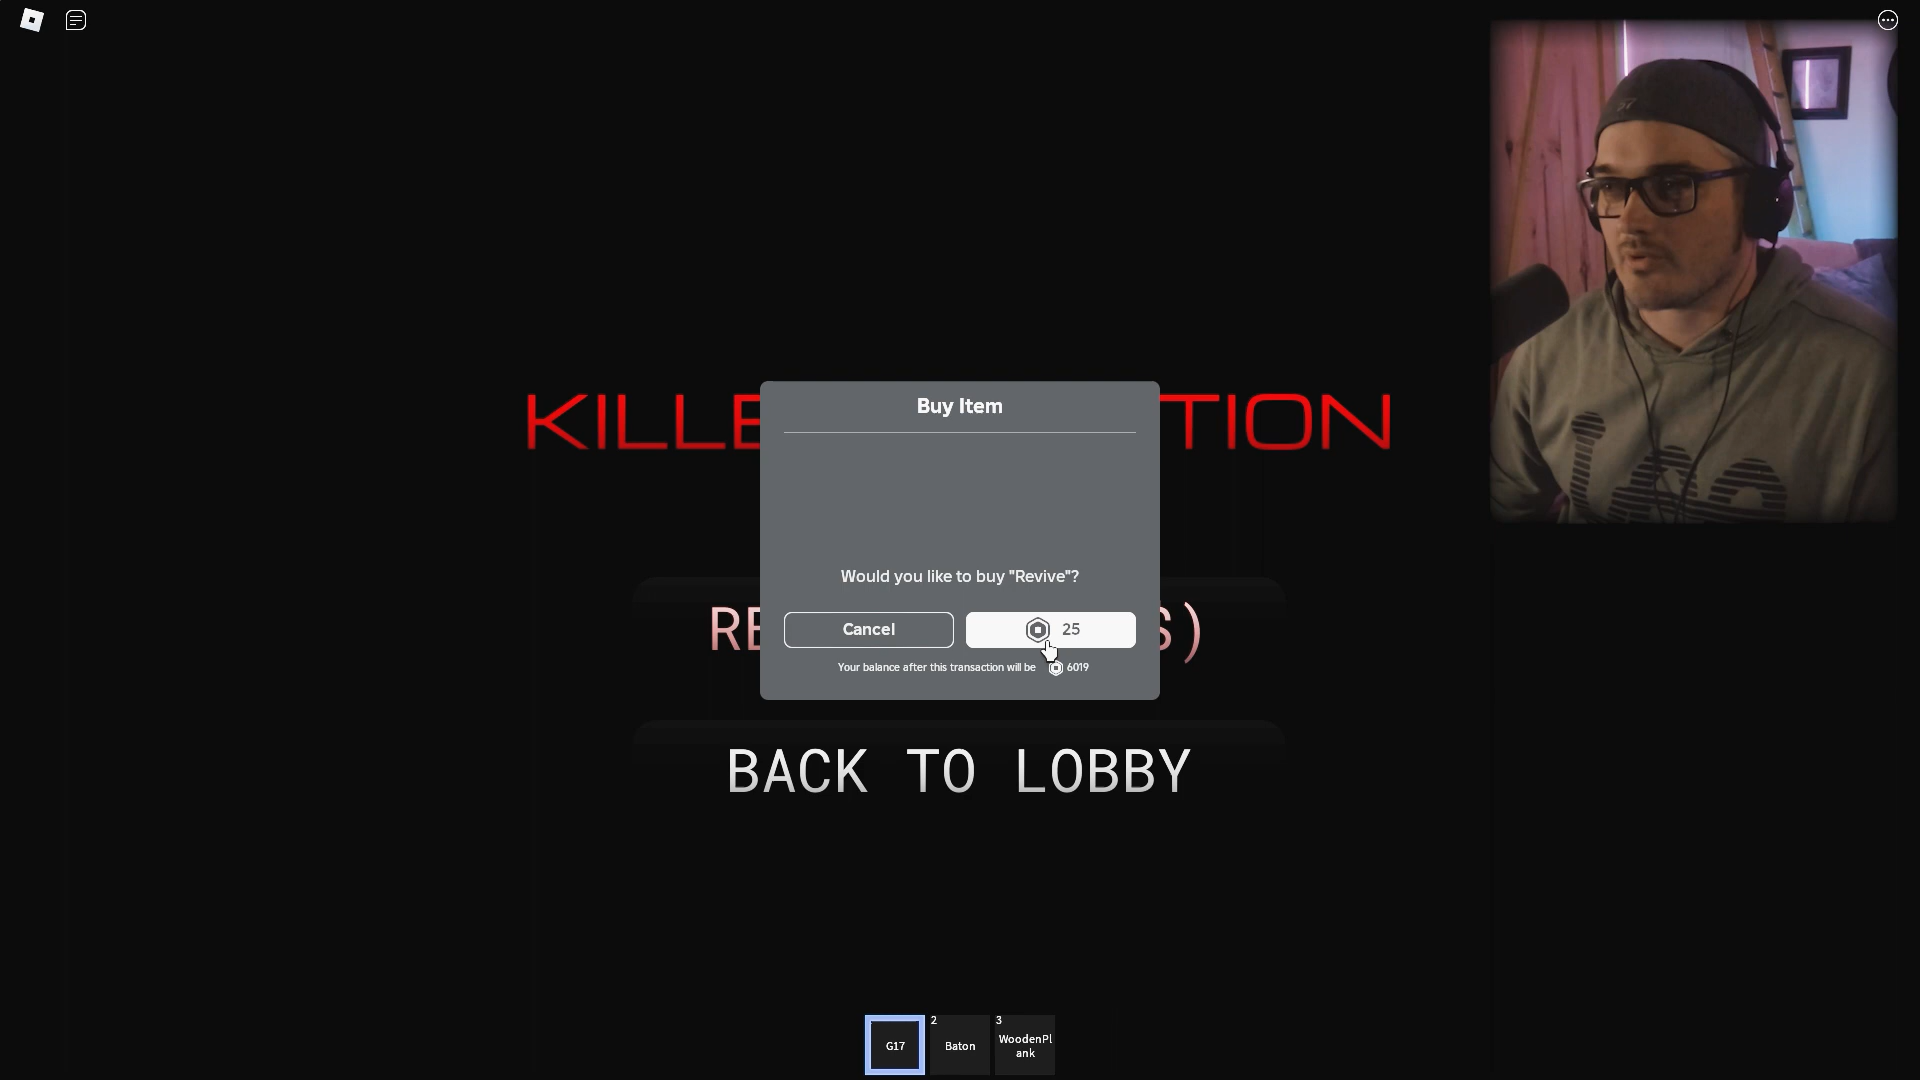 Buy Item
KILLE
TION
Would you like to buy "Revive"?
RE
S)
Cancel
25
Your balance after this transaction will be 6019
BACK TO LOBBY
G17
2
Baton
3
WoodenPl
ank